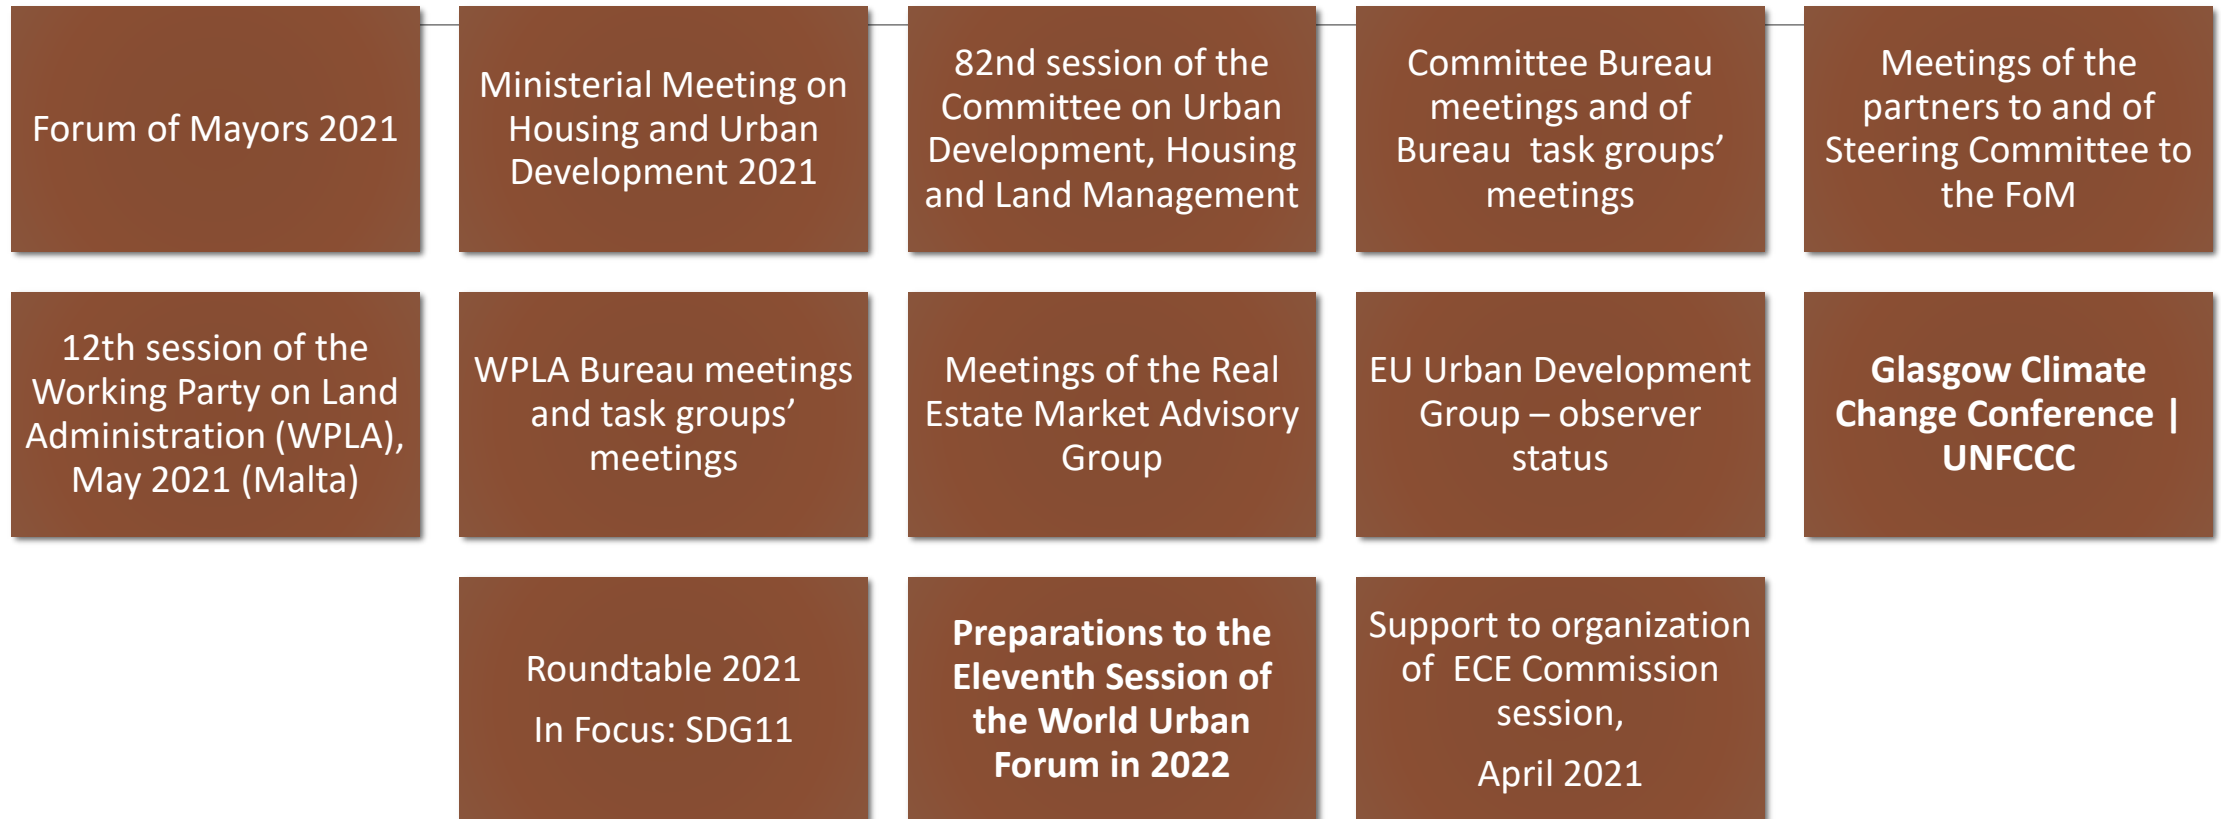 Forum of Mayors 2021
Ministerial Meeting on
Housing and Urban
Development 2021
82nd session of the
Committee on Urban
Development, Housing
and Land Management
Committee Bureau
meetings and of
Bureau  task groups’
meetings
Meetings of the
partners to and of
Steering Committee to
the FoM
12th session of the
Working Party on Land
Administration (WPLA),
May 2021 (Malta)
WPLA Bureau meetings
and task groups’
meetings
Meetings of the Real
Estate Market Advisory
Group
EU Urban Development
Group – observer
status
Glasgow Climate
Change Conference |
UNFCCC
Roundtable 2021
In Focus: SDG11
Preparations to the
Eleventh Session of
the World Urban
Forum in 2022
Support to organization
of  ECE Commission
session,
April 2021